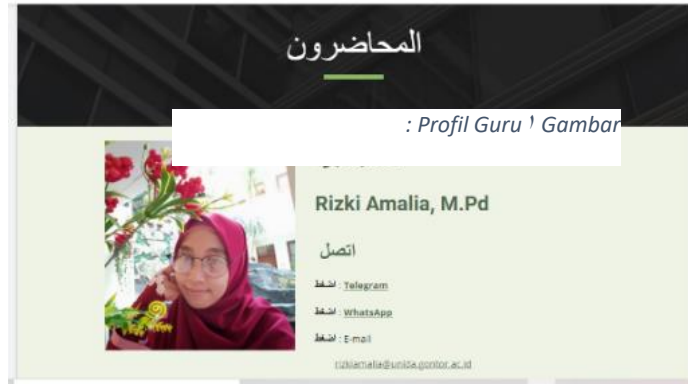 المحاضرون
: Profil Guru ١ Gambar
Rizki Amalia, M.Pd
اتصل
اضغط : Telegram
اضغط : WhatsApp
اضغط : E-mail
rizkiamalia@unida.gontor.ac.id